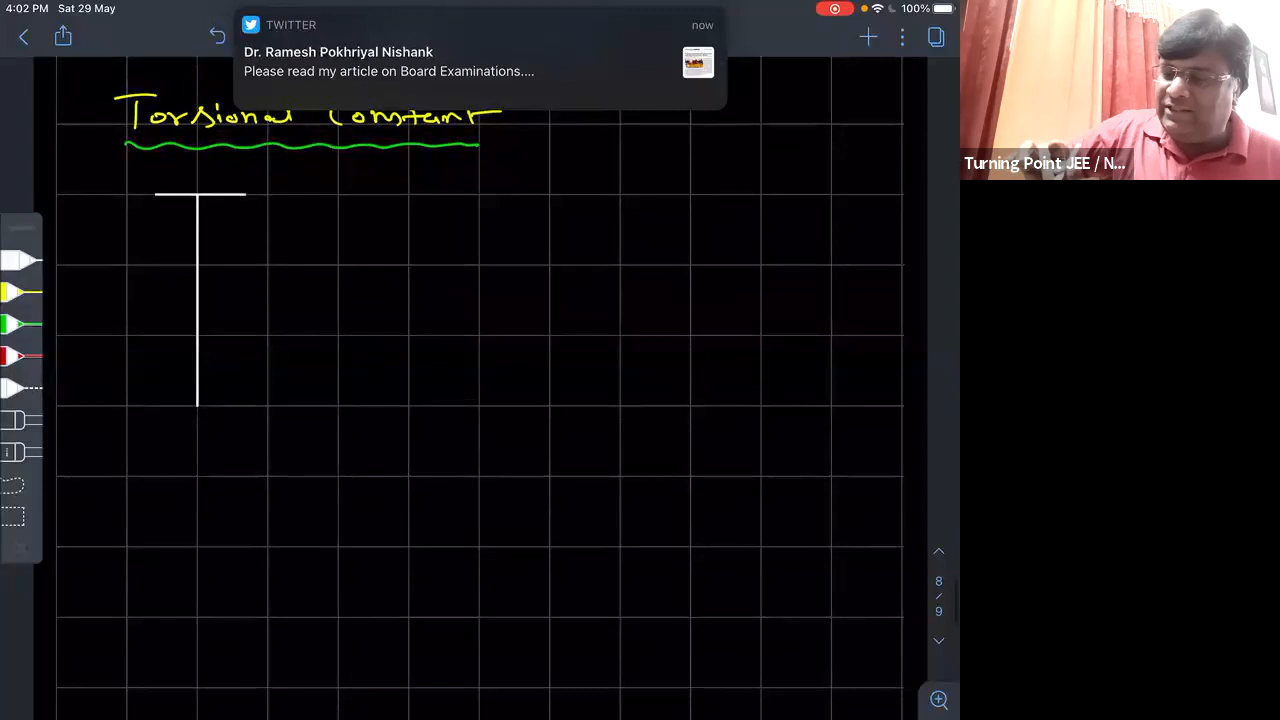 4:02 PM Sat 29 May
100%
TWITTER
now
Dr. Ramesh Pokhriyal Nishank
Please read my article on Board Examinations....
Torsional Constant
Turning Point JEE / N...
8
/
9